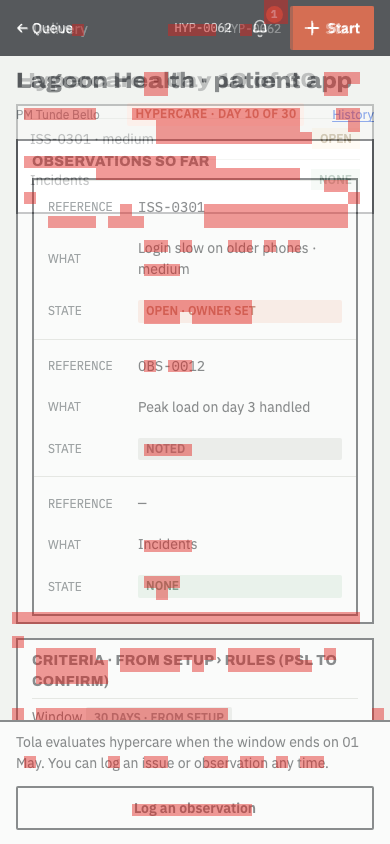 ← Queue
HYP-0062
Start
Lagoon Health · patient app
PM Tunde Bello
HYPERCARE · DAY 10 OF 30
History
ISS-0301 · medium
OPEN
OBSERVATIONS SO FAR
Incidents
NONE
REFERENCE ISS-0301
WHAT Login slow on older phones ·
medium
STATE OPEN · OWNER SET
REFERENCE OBS-0012
WHAT Peak load on day 3 handled
STATE NOTED
REFERENCE —
WHAT Incidents
STATE NONE
CRITERIA · FROM SETUP › RULES (PSL TO
CONFIRM)
Window 30 DAYS · FROM SETUP
Tola evaluates hypercare when the window ends on 01
May. You can log an issue or observation any time.
Log an observation